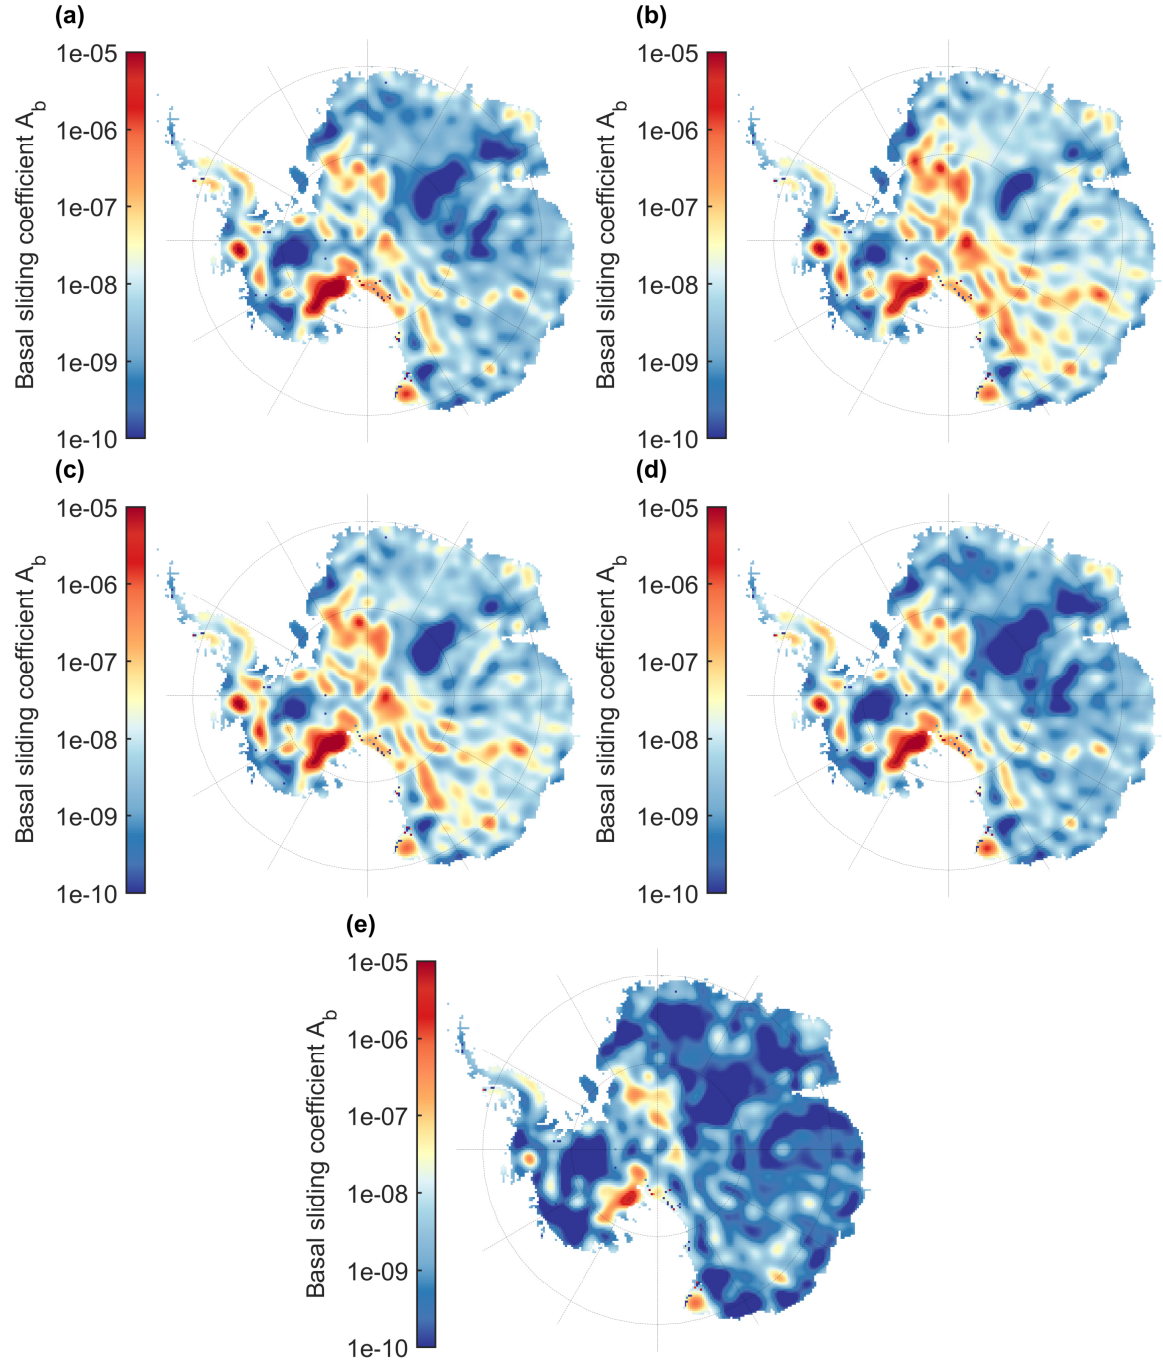 (a)
1e-05
1e-06
1e-07
1e-08
1e-09
1e-10
Basal sliding coefficient A_b
(b)
1e-05
1e-06
1e-07
1e-08
1e-09
1e-10
Basal sliding coefficient A_b
(c)
1e-05
1e-06
1e-07
1e-08
1e-09
1e-10
Basal sliding coefficient A_b
(d)
1e-05
1e-06
1e-07
1e-08
1e-09
1e-10
Basal sliding coefficient A_b
(e)
1e-05
1e-06
1e-07
1e-08
1e-09
1e-10
Basal sliding coefficient A_b